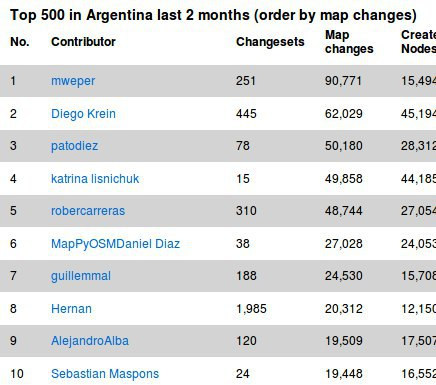 Top 500 in Argentina last 2 months (order by map changes)
No. Contributor Changesets Map changes Create Nodes
1 mweper 251 90,771 15,494
2 Diego Krein 445 62,029 45,194
3 patodiez 78 50,180 28,312
4 katrina lisnichuk 15 49,858 44,185
5 robercarreras 310 48,744 27,054
6 MapPyOSMDaniel Diaz 38 27,028 24,053
7 guillemmal 188 24,530 15,708
8 Hernan 1,985 20,312 12,150
9 AlejandroAlba 120 19,509 17,507
10 Sebastian Maspons 24 19,448 16,552